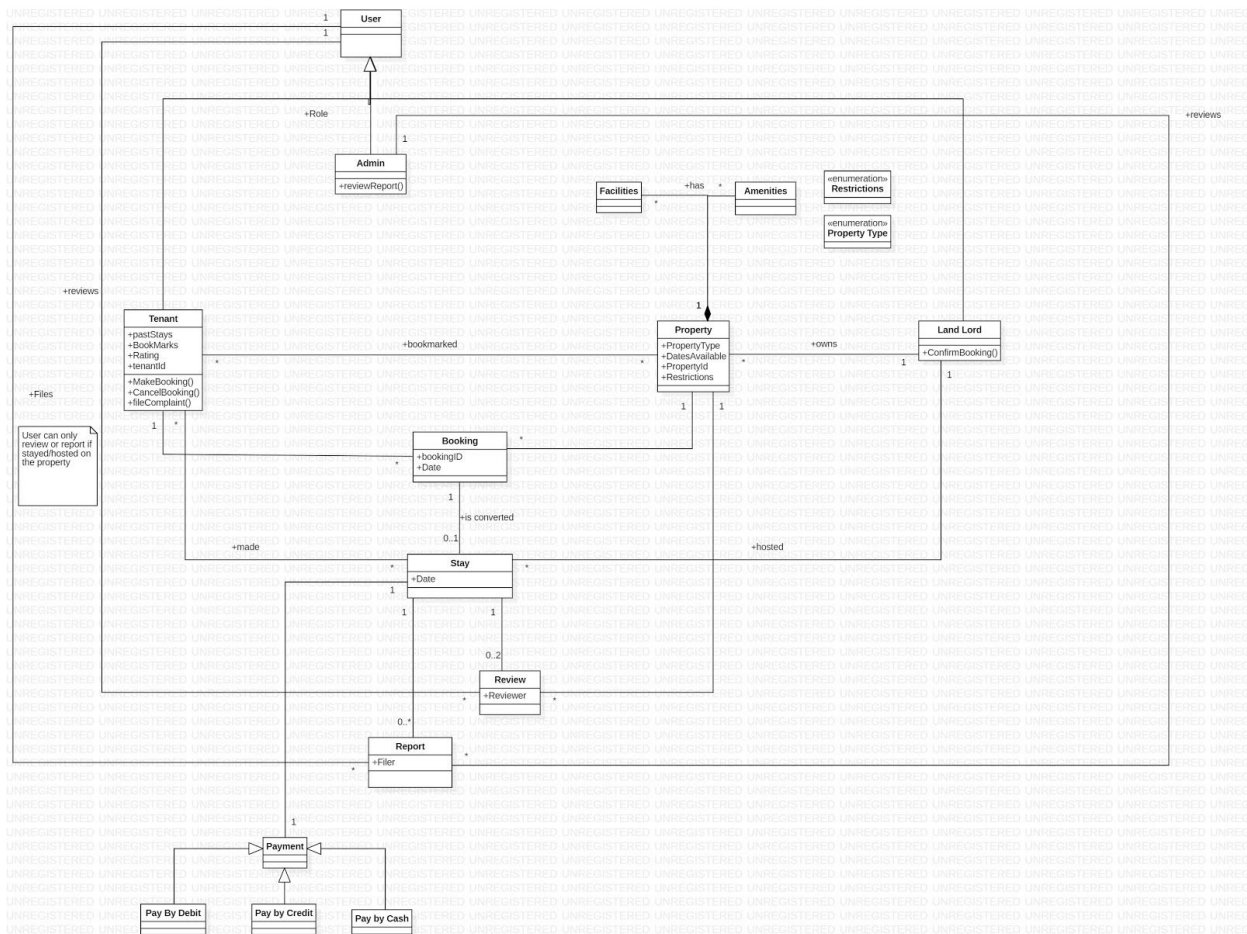 1
User
1
+Role
+reviews
1
Admin
+reviewReport()
«enumeration»
Restrictions
Facilities
+has
*
Amenities
*
«enumeration»
Property Type
+reviews
1
Tenant
+pastStays
+BookMarks
+Rating
+tenantId
+MakeBooking()
+CancelBooking()
+fileComplaint()
+bookmarked
*
*
Property
+PropertyType
+DatesAvailable
+PropertyId
+Restrictions
+owns
*
1
Land Lord
+ConfirmBooking()
1
+Files
1
1
1
*
User can only
review or report if
stayed/hosted on
the property
Booking
+bookingID
+Date
*
*
1
+is converted
0..1
+made
+hosted
*
Stay
+Date
*
1
1
1
0..2
Review
+Reviewer
*
*
0..*
Report
+Filer
*
*
1
Payment
Pay By Debit
Pay by Credit
Pay by Cash
UNREGISTERED